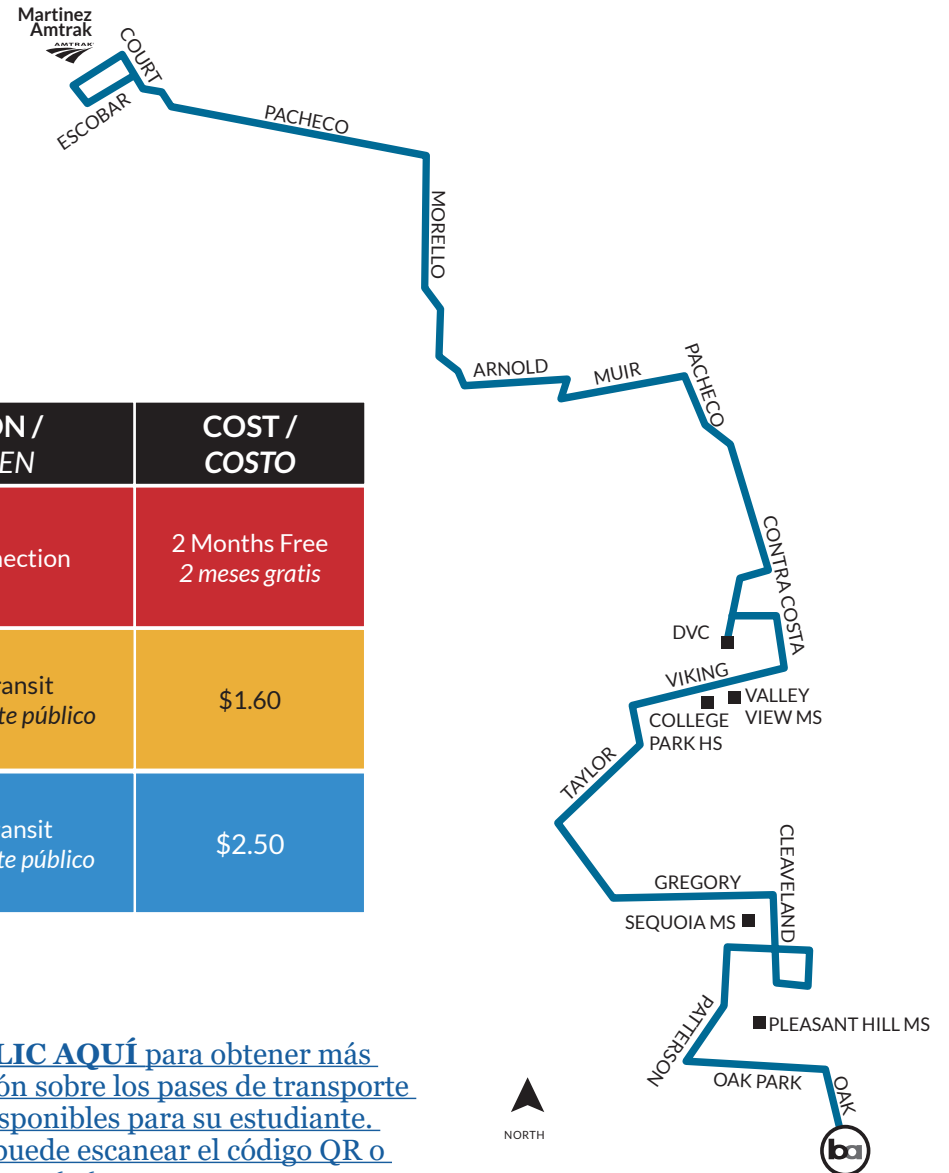 Martinez
Amtrak
AMTRAK
COURT
ESCOBAR
PACHECO
MORELLO
ARNOLD
MUIR
PACHECO
CONTRA COSTA
DVC
VIKING
VALLEY
VIEW MS
COLLEGE
PARK HS
TAYLOR
GREGORY
CLEAVELAND
SEQUOIA MS
PATTERSON
PLEASANT HILL MS
OAK PARK
OAK
ba
NORTH
ON /
EN
COST /
COSTO
nection
2 Months Free
2 meses gratis
ansit
te público
$1.60
ansit
te público
$2.50
LIC AQUÍ para obtener más
ón sobre los pases de transporte
sponibles para su estudiante.
puede escanear el código QR o